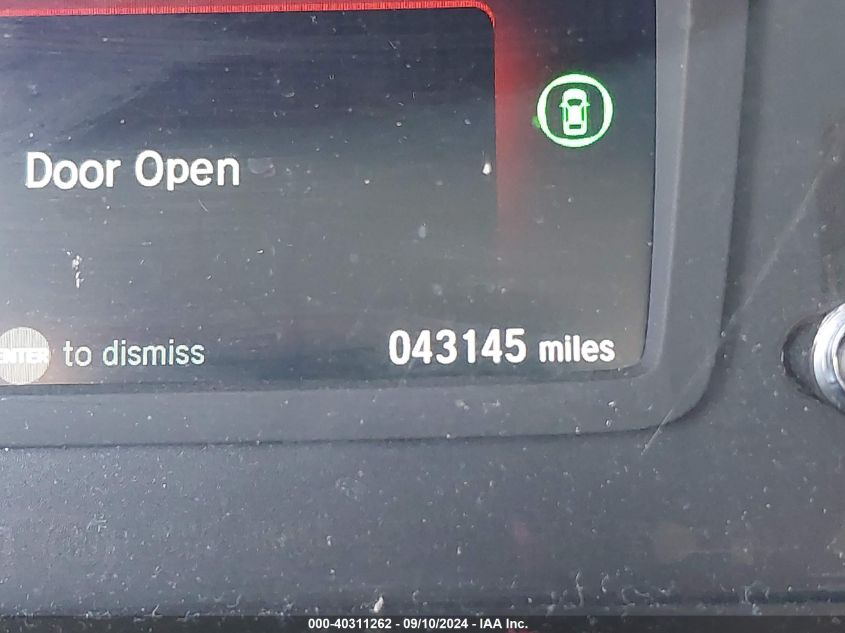 Door Open
ENTER to dismiss
043145 miles
000-40311262 - 09/10/2024 - IAA Inc.